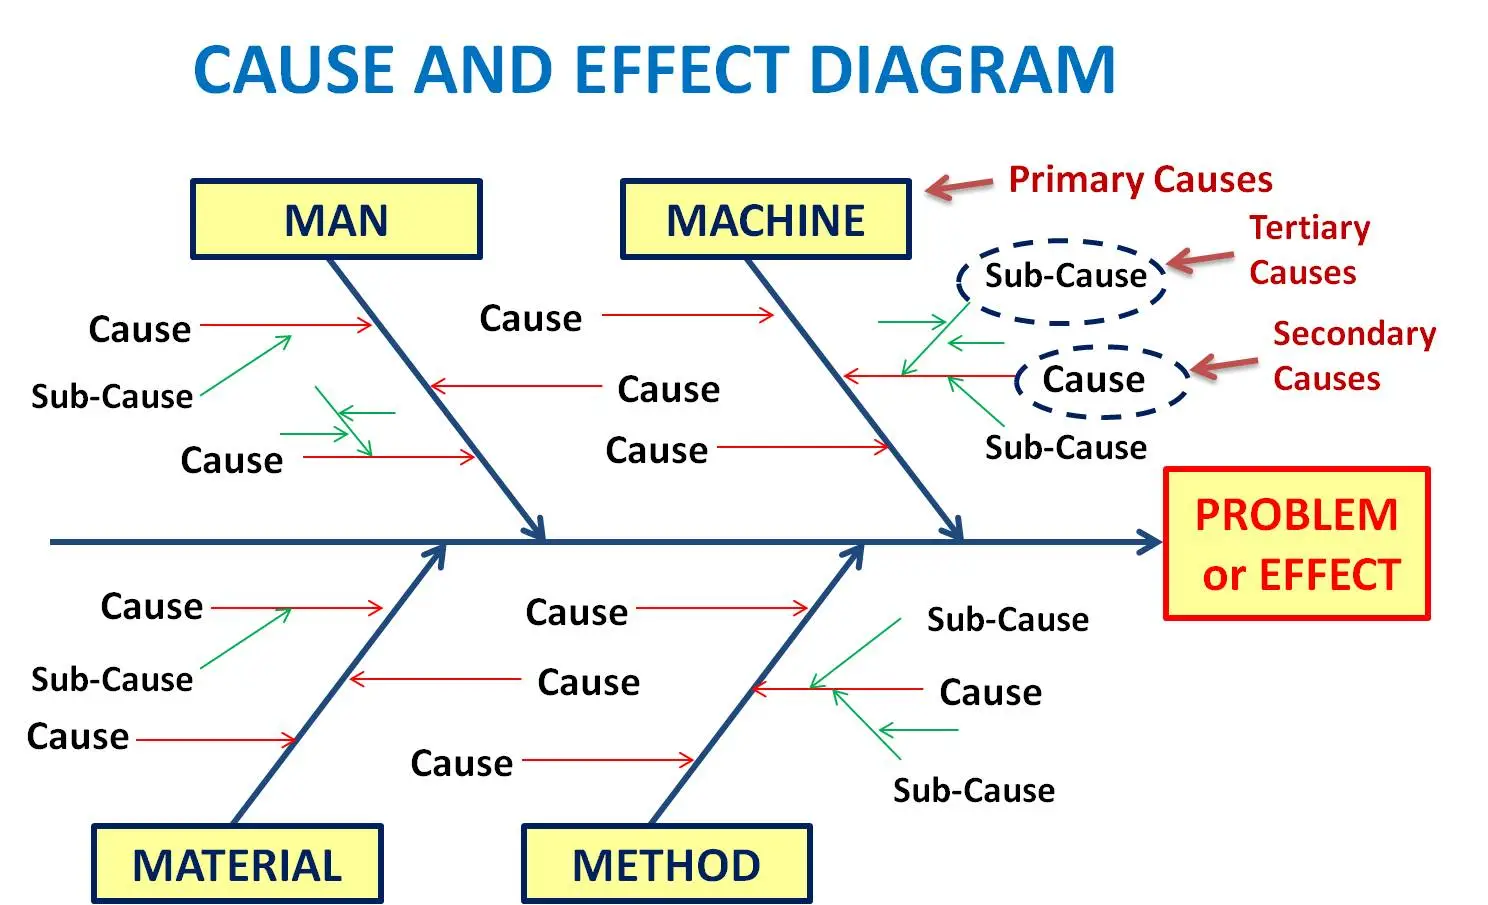 CAUSE AND EFFECT DIAGRAM
MAN
MACHINE
Primary Causes
Tertiary
Causes
Sub-Cause
Cause
Cause
Secondary
Causes
Cause
Cause
Sub-Cause
Cause
Cause
Sub-Cause
PROBLEM
or EFFECT
Cause
Cause
Sub-Cause
Sub-Cause
Cause
Cause
Cause
Cause
Sub-Cause
MATERIAL
METHOD